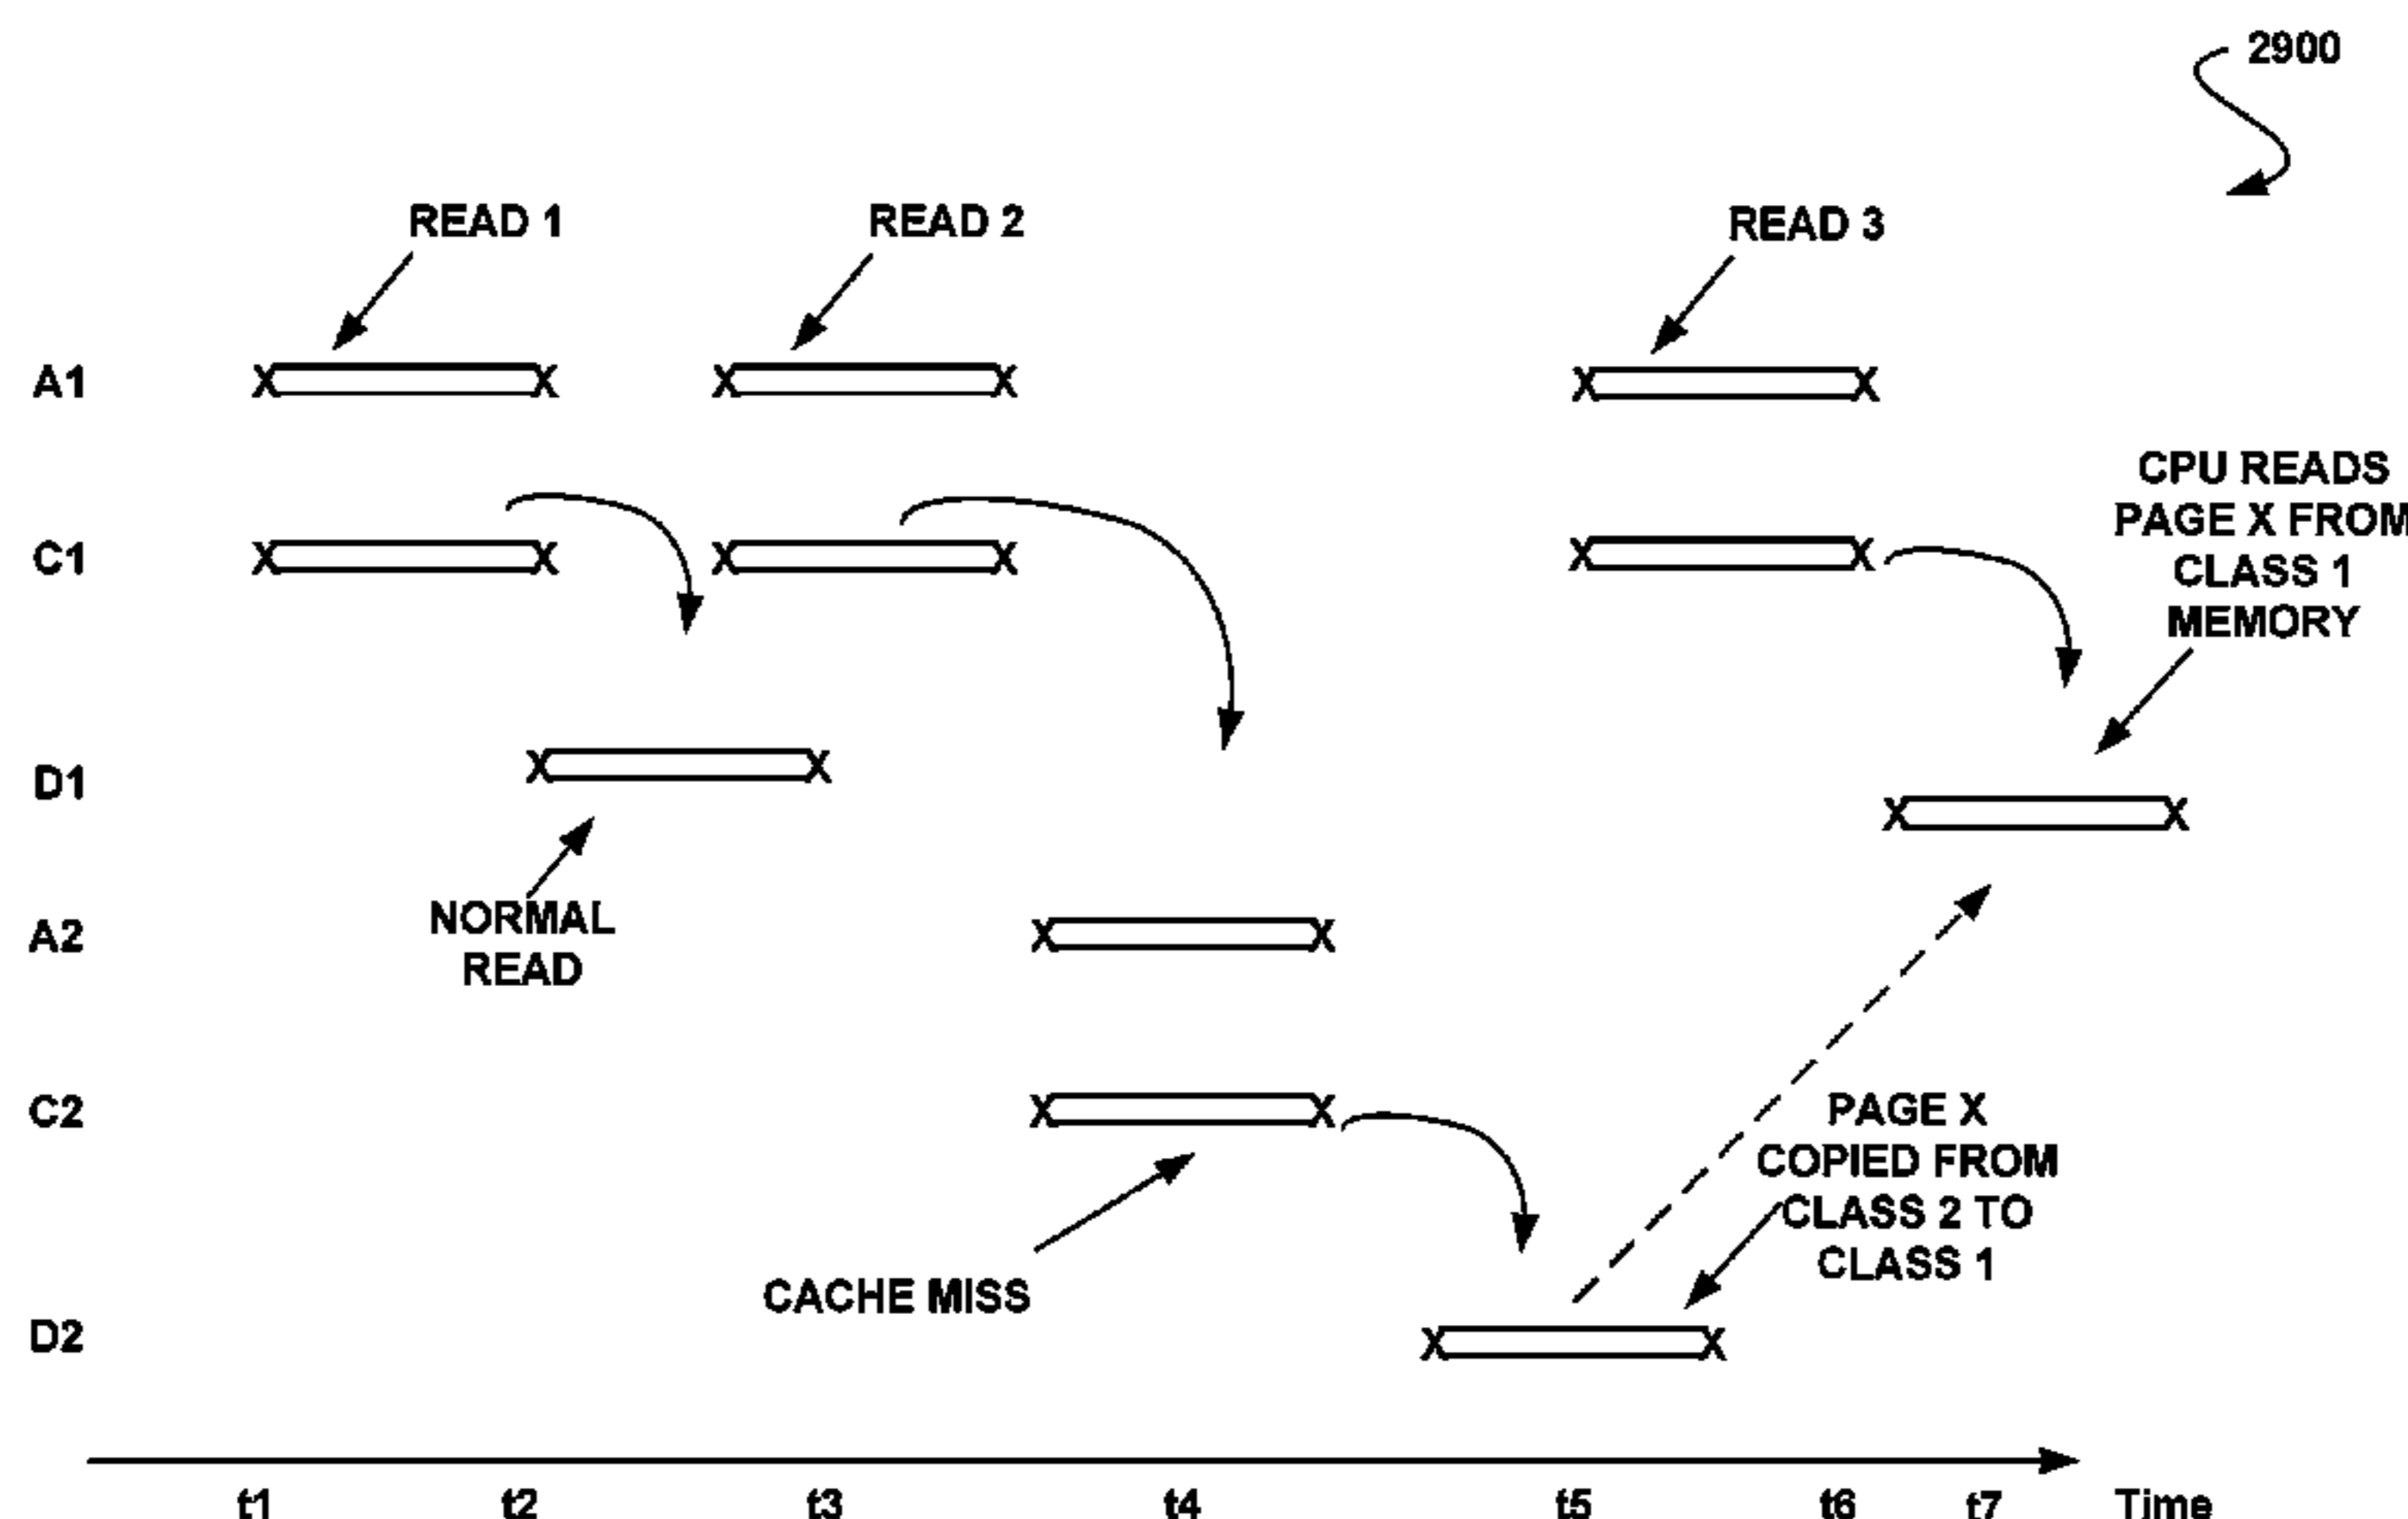 2900
READ 1
READ 2
READ 3
A1
CPU READS
PAGE X FROM
CLASS 1
MEMORY
C1
D1
NORMAL
READ
A2
C2
PAGE X
COPIED FROM
CLASS 2 TO
CLASS 1
CACHE MISS
D2
t1 t2 t3 t4 t5 t6 t7 Time